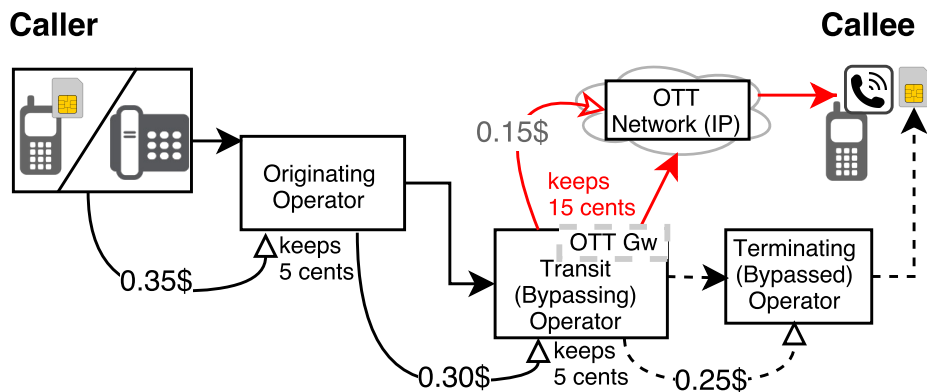 Caller
Callee
OTT
Network (IP)
0.15$
Originating
Operator
keeps
15 cents
OTT Gw
keeps
5 cents
Transit
(Bypassing)
Operator
Terminating
(Bypassed)
Operator
0.35$
keeps
5 cents
0.30$
0.25$